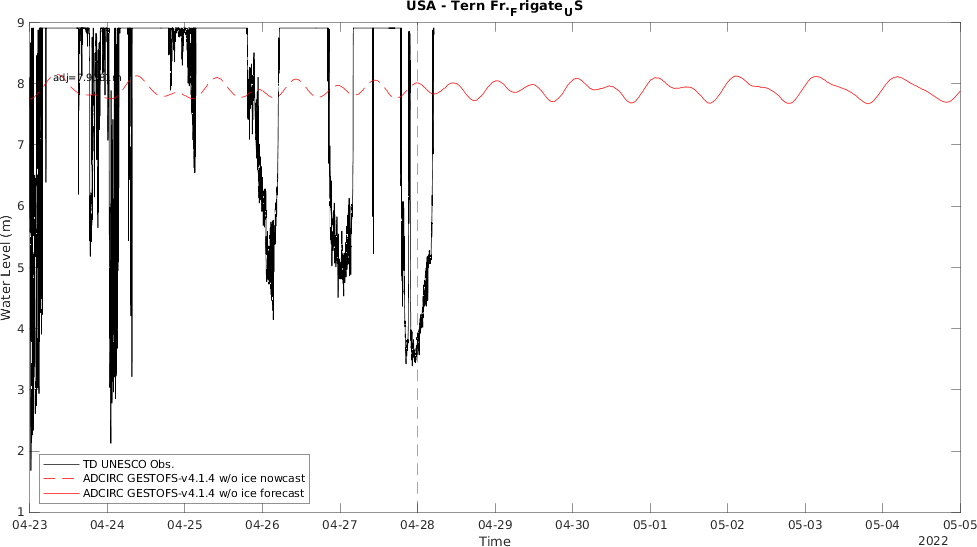 USA - Tern Fr.FrigateUS
9
8
7
6
5
4
3
2
1
Water Level (m)
TD UNESCO Obs.
ADCIRC GESTOFS-v4.1.4 w/o ice nowcast
ADCIRC GESTOFS-v4.1.4 w/o ice forecast
04-23 04-24 04-25 04-26 04-27 04-28 04-29 04-30 05-01 05-02 05-03 05-04 05-05
Time
2022